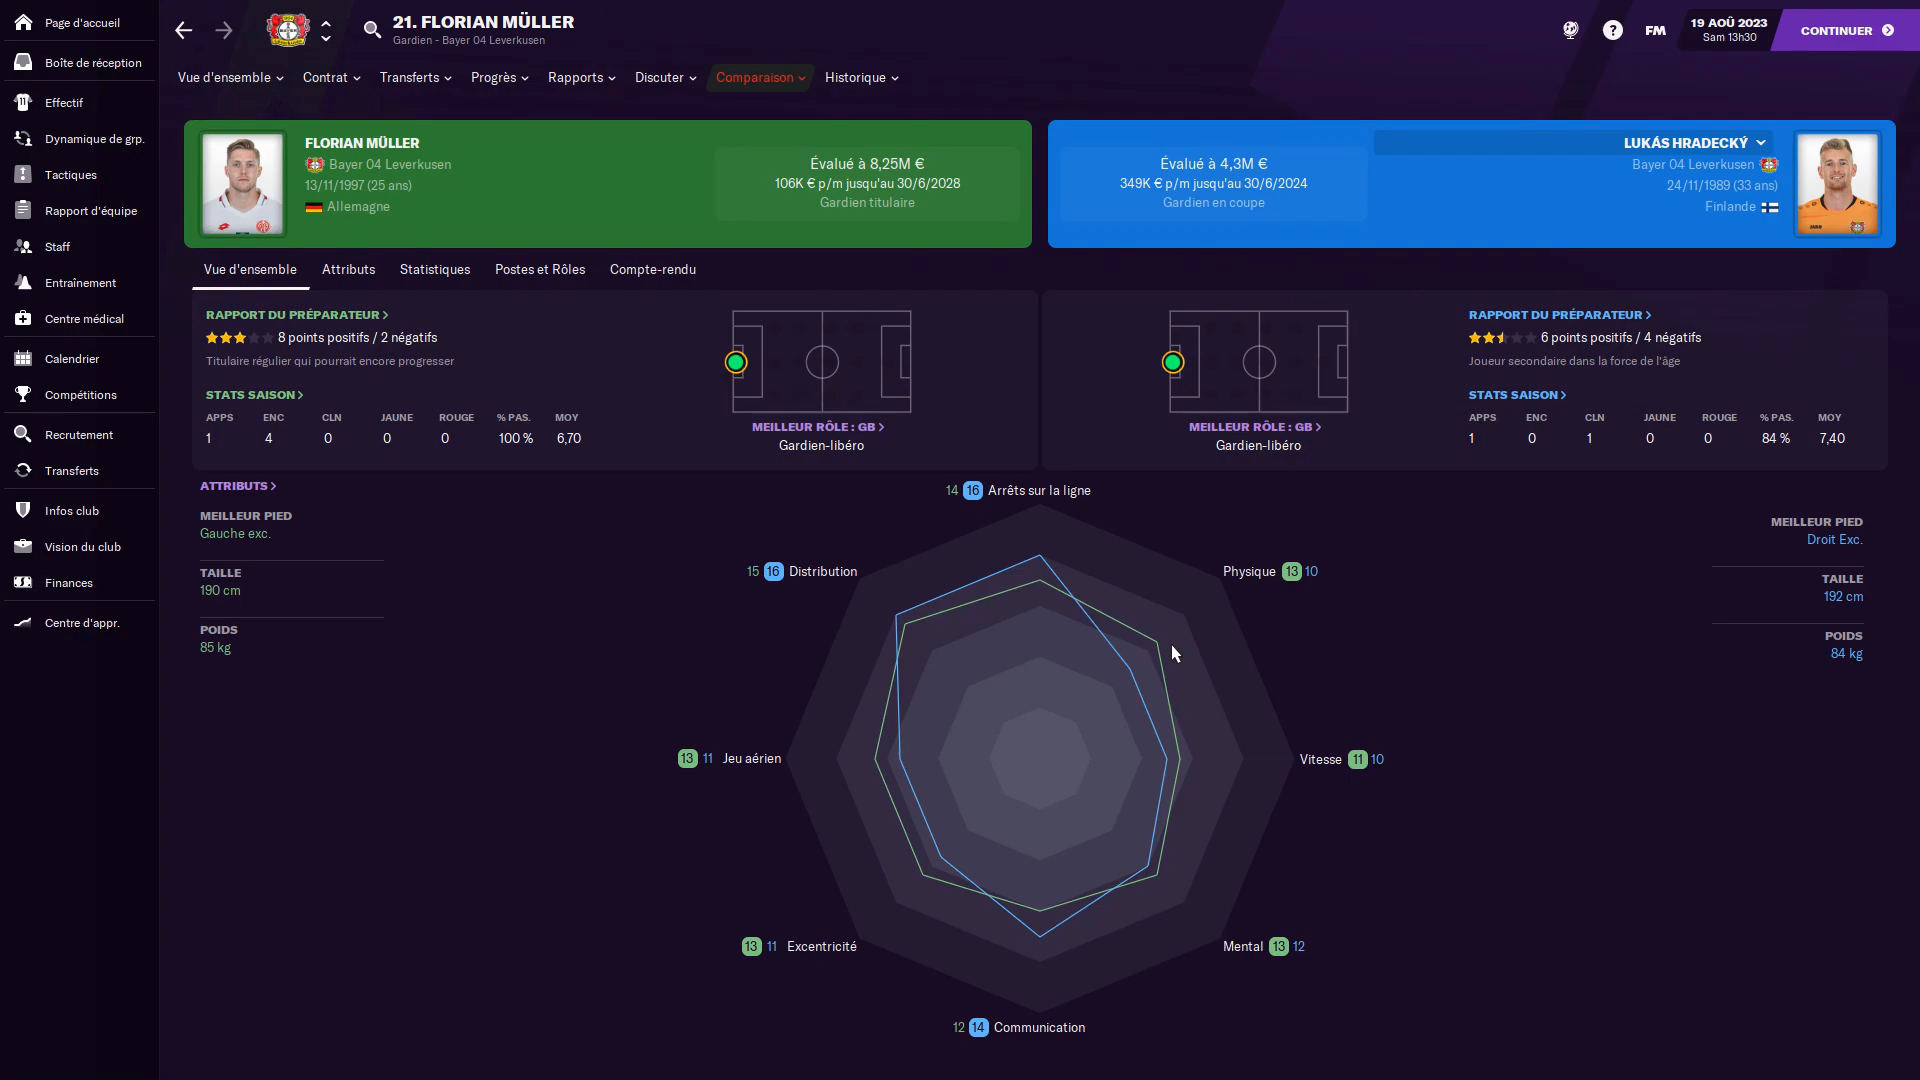 Page d'accueil
Boîte de réception
Effectif
Dynamique de grp.
Tactiques
Rapport d'équipe
Staff
Entraînement
Centre médical
Calendrier
Compétitions
Recrutement
Transferts
Infos club
Vision du club
Finances
Centre d'appr.
21. FLORIAN MÜLLER
Gardien - Bayer 04 Leverkusen
? FM
19 AOÛ 2023
Sam 13h30
CONTINUER
Vue d'ensemble Contrat Transferts Progrès Rapports Discuter Comparaison Historique
FLORIAN MÜLLER
Bayer 04 Leverkusen
13/11/1997 (25 ans)
Allemagne
Évalué à 8,25M €
106K € p/m jusqu'au 30/6/2028
Gardien titulaire
Évalué à 4,3M €
349K € p/m jusqu'au 30/6/2024
Gardien en coupe
LUKÁS HRADECKÝ
Bayer 04 Leverkusen
24/11/1989 (33 ans)
Finlande
Vue d'ensemble Attributs Statistiques Postes et Rôles Compte-rendu
RAPPORT DU PRÉPARATEUR
8 points positifs / 2 négatifs
Titulaire régulier qui pourrait encore progresser
STATS SAISON
APPS ENC CLN JAUNE ROUGE % PAS. MOY
1 4 0 0 0 100 % 6,70
MEILLEUR RÔLE : GB
Gardien-libéro
MEILLEUR RÔLE : GB
Gardien-libéro
RAPPORT DU PRÉPARATEUR
6 points positifs / 4 négatifs
Joueur secondaire dans la force de l'âge
STATS SAISON
APPS ENC CLN JAUNE ROUGE % PAS. MOY
1 0 1 0 0 84 % 7,40
ATTRIBUTS
MEILLEUR PIED
Gauche exc.
TAILLE
190 cm
POIDS
85 kg
14 16 Arrêts sur la ligne
15 16 Distribution
Physique 13 10
13 11 Jeu aérien
Vitesse 11 10
13 11 Excentricité
Mental 13 12
12 14 Communication
MEILLEUR PIED
Droit Exc.
TAILLE
192 cm
POIDS
84 kg